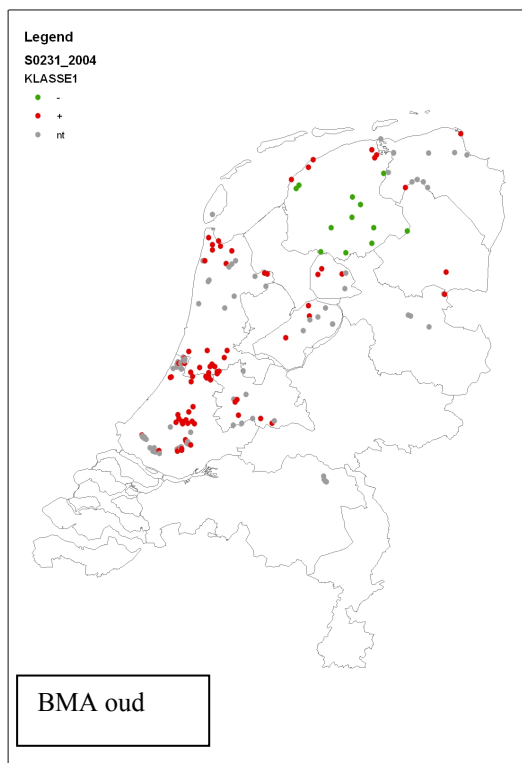 Legend
S0231_2004
KLASSE1
-
+
nt
BMA oud